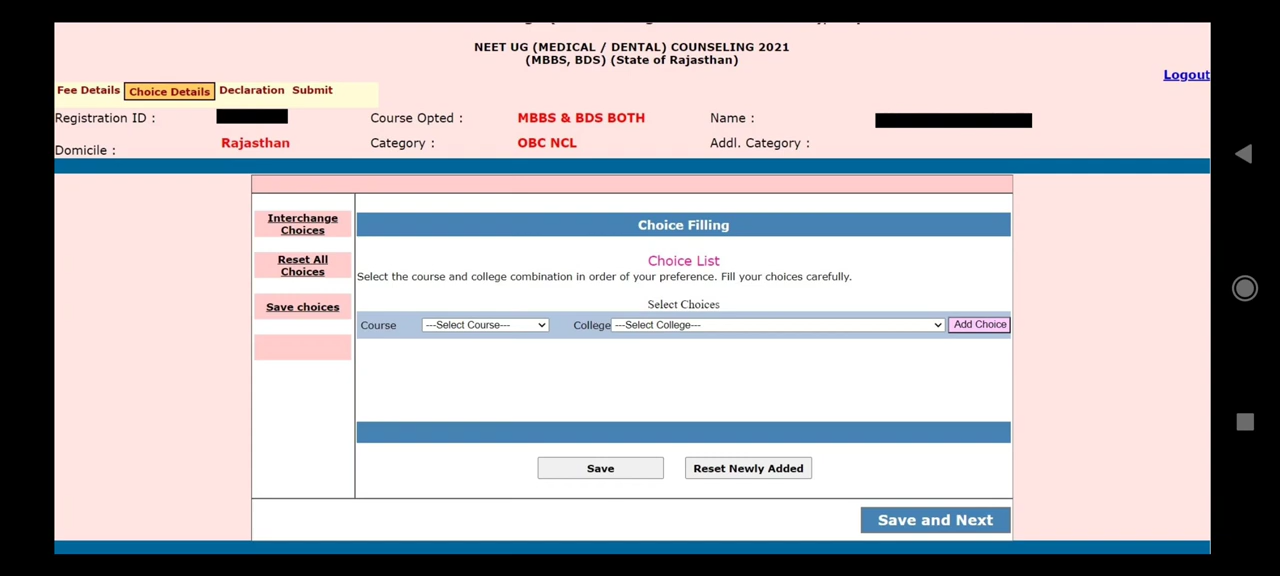 NEET UG (MEDICAL / DENTAL) COUNSELING 2021
(MBBS, BDS) (State of Rajasthan)
Logout
Fee Details Choice Details Declaration Submit
Registration ID : Course Opted : MBBS & BDS BOTH Name :
Domicile : Rajasthan Category : OBC NCL Addl. Category :
Interchange
Choices
Reset All
Choices
Save choices
Choice Filling
Choice List
Select the course and college combination in order of your preference. Fill your choices carefully.
Select Choices
Course ---Select Course--- College ---Select College--- Add Choice
Save Reset Newly Added
Save and Next